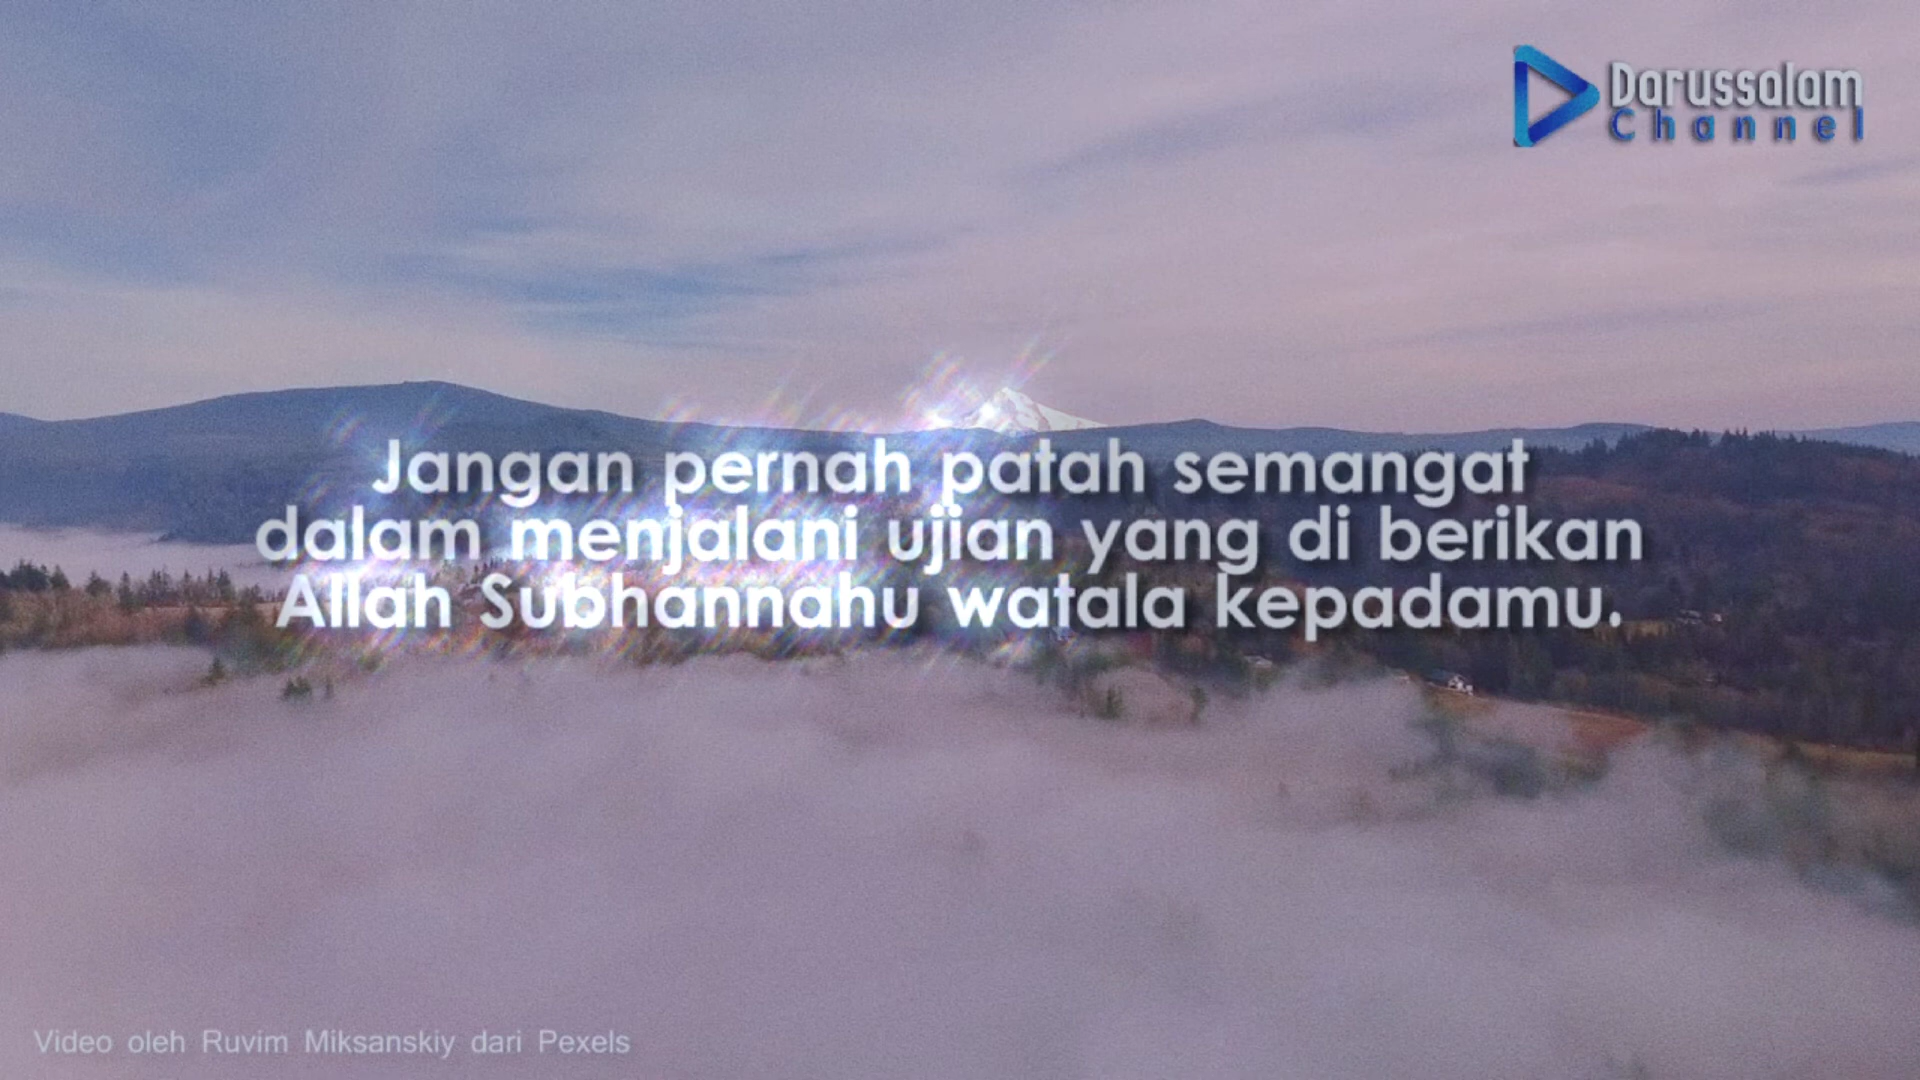 Darussalam
Channel
Jangan pernah patah semangat
dalam menjalani ujian yang di berikan
Allah Subhannahu watala kepadamu.
Video oleh Ruvim Miksanskiy dari Pexels